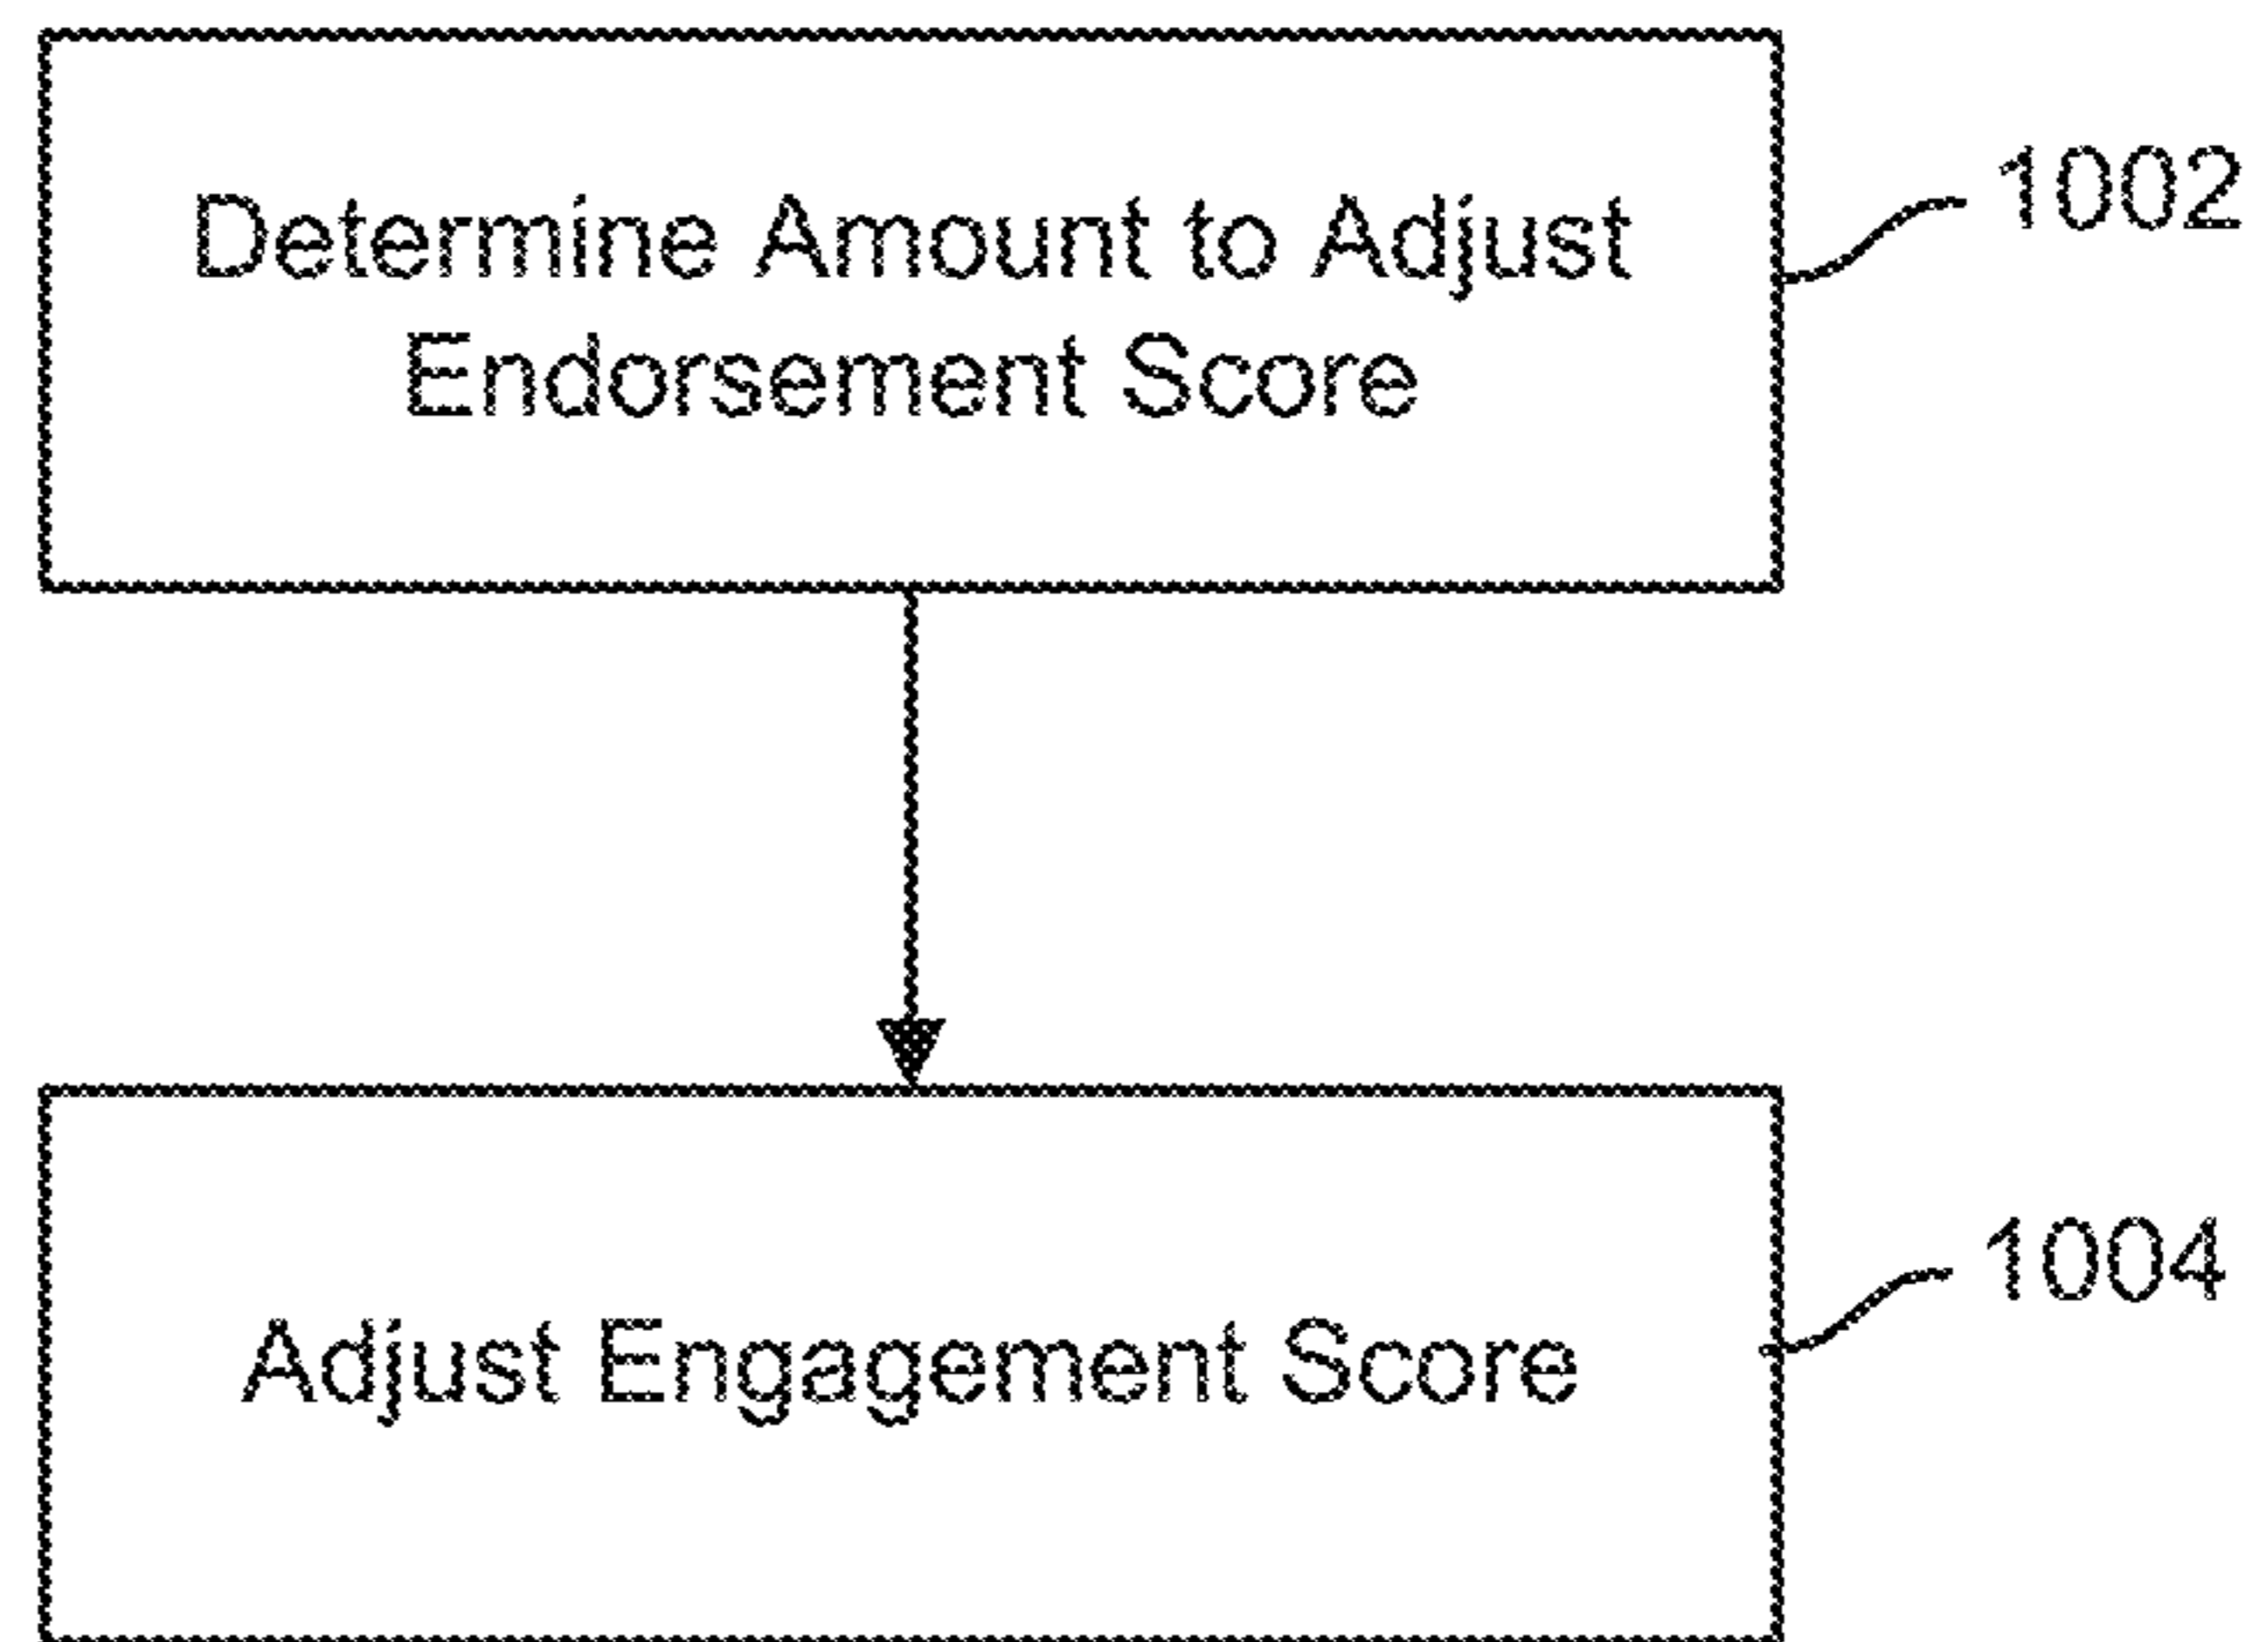 Determine Amount to Adjust
Endorsement Score
1002
Adjust Engagement Score
1004